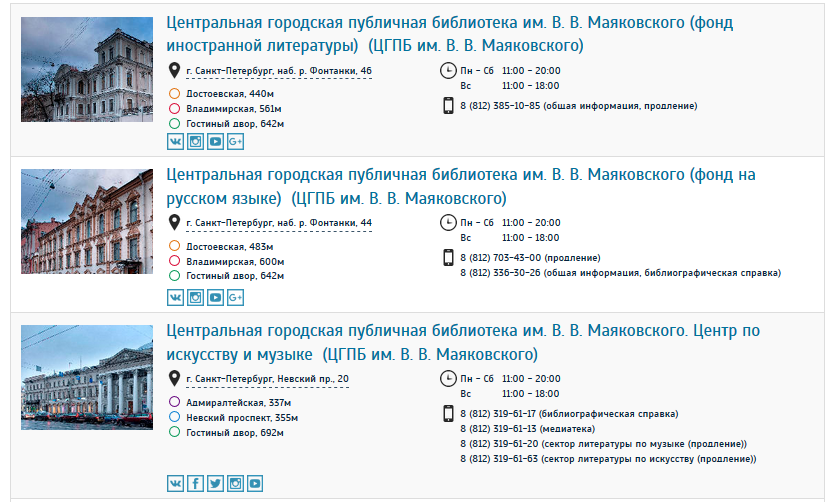 Центральная городская публичная библиотека им. В. В. Маяковского (фонд
иностранной литературы) (ЦГПБ им. В. В. Маяковского)
г. Санкт-Петербург, наб. р. Фонтанки, 46
Достоевская, 440м
Владимирская, 561м
Гостиный двор, 642м
Пн - Сб 11:00 - 20:00
Вс 11:00 - 18:00
8 (812) 385-10-85 (общая информация, продление)
G+
Центральная городская публичная библиотека им. В. В. Маяковского (фонд на
русском языке) (ЦГПБ им. В. В. Маяковского)
г. Санкт-Петербург, наб. р. Фонтанки, 44
Достоевская, 483м
Владимирская, 600м
Гостиный двор, 642м
Пн - Сб 11:00 - 20:00
Вс 11:00 - 18:00
8 (812) 703-43-00 (продление)
8 (812) 336-30-26 (общая информация, библиографическая справка)
G+
Центральная городская публичная библиотека им. В. В. Маяковского. Центр по
искусству и музыке (ЦГПБ им. В. В. Маяковского)
г. Санкт-Петербург, Невский пр., 20
Адмиралтейская, 337м
Невский проспект, 355м
Гостиный двор, 692м
Пн - Сб 11:00 - 20:00
Вс 11:00 - 18:00
8 (812) 319-61-17 (библиографическая справка)
8 (812) 319-61-13 (медиатека)
8 (812) 319-61-20 (сектор литературы по музыке (продление))
8 (812) 319-61-63 (сектор литературы по искусству (продление))